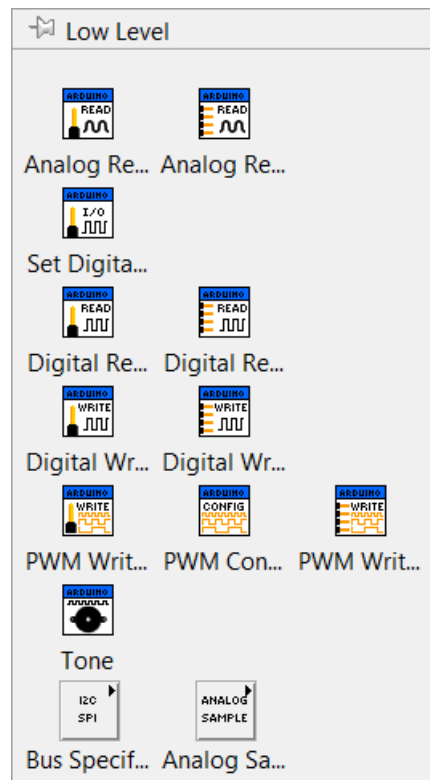 Low Level
ARDUINO ARDUINO
READ READ
Analog Re... Analog Re...
ARDUINO
I/O
Set Digita...
ARDUINO ARDUINO
READ READ
Digital Re... Digital Re...
ARDUINO ARDUINO
WRITE WRITE
Digital Wr... Digital Wr...
ARDUINO ARDUINO ARDUINO
WRITE CONFIG WRITE
PWM Writ... PWM Con... PWM Writ...
ARDUINO
Tone
I2C ANALOG
SPI SAMPLE
Bus Specif... Analog Sa...